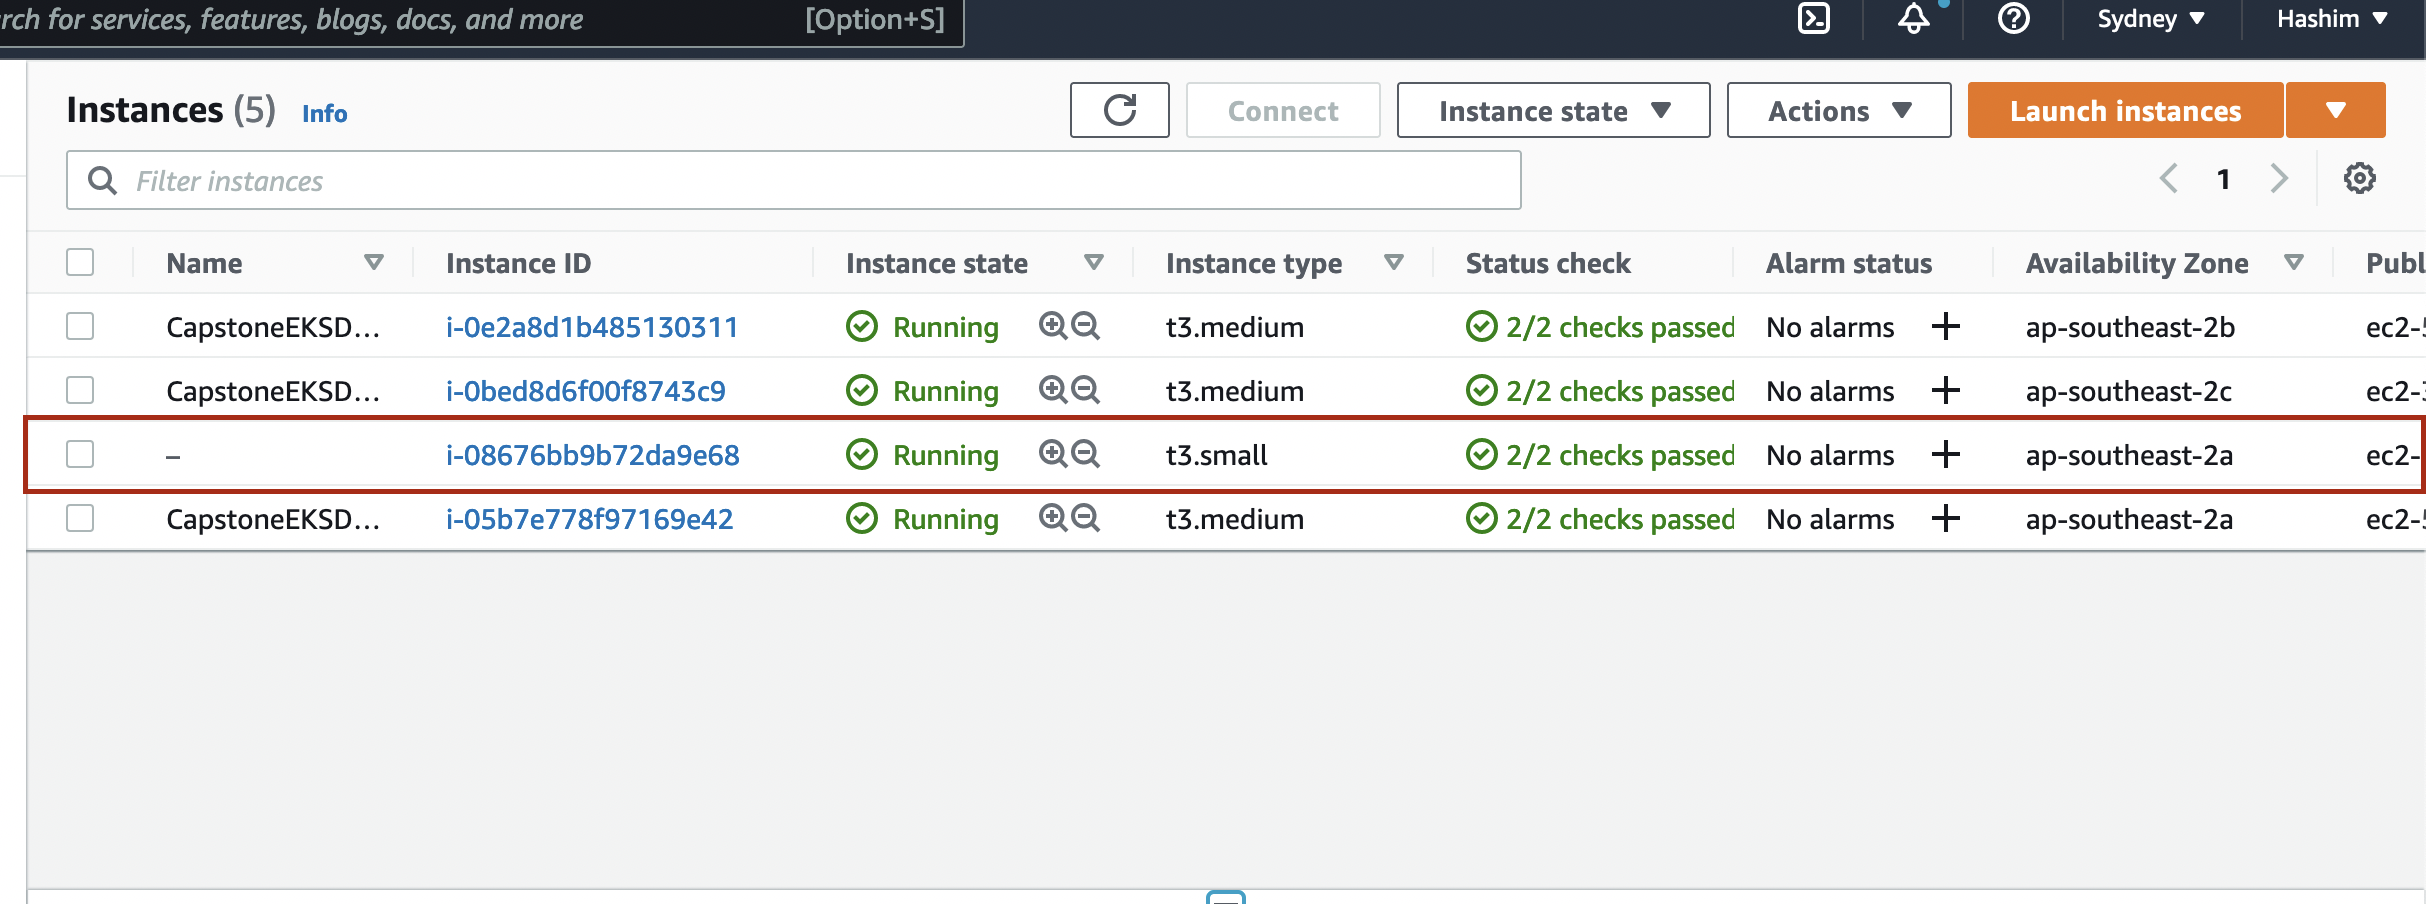 rch for services, features, blogs, docs, and more [Option+S] Sydney ▼ Hashim ▼
Instances (5) Info Connect Instance state ▼ Actions ▼ Launch instances ▼
Filter instances 1
Name Instance ID Instance state Instance type Status check Alarm status Availability Zone Publ
CapstoneEKSD... i-0e2a8d1b485130311 Running t3.medium 2/2 checks passed No alarms + ap-southeast-2b ec2-5
CapstoneEKSD... i-0bed8d6f00f8743c9 Running t3.medium 2/2 checks passed No alarms + ap-southeast-2c ec2-3
– i-08676bb9b72da9e68 Running t3.small 2/2 checks passed No alarms + ap-southeast-2a ec2-
CapstoneEKSD... i-05b7e778f97169e42 Running t3.medium 2/2 checks passed No alarms + ap-southeast-2a ec2-5